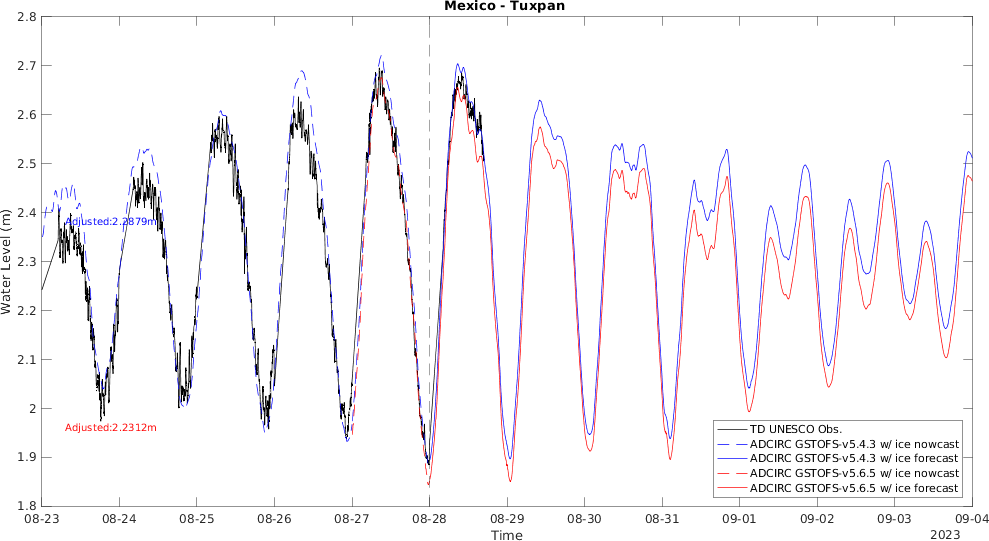 Mexico - Tuxpan
2.8
2.7
2.6
2.5
2.4
2.3
2.2
2.1
2
1.9
1.8
Water Level (m)
Adjusted:2.2879m
Adjusted:2.2312m
TD UNESCO Obs.
ADCIRC GSTOFS-v5.4.3 w/ ice nowcast
ADCIRC GSTOFS-v5.4.3 w/ ice forecast
ADCIRC GSTOFS-v5.6.5 w/ ice nowcast
ADCIRC GSTOFS-v5.6.5 w/ ice forecast
08-23 08-24 08-25 08-26 08-27 08-28 08-29 08-30 08-31 09-01 09-02 09-03 09-04
Time
2023